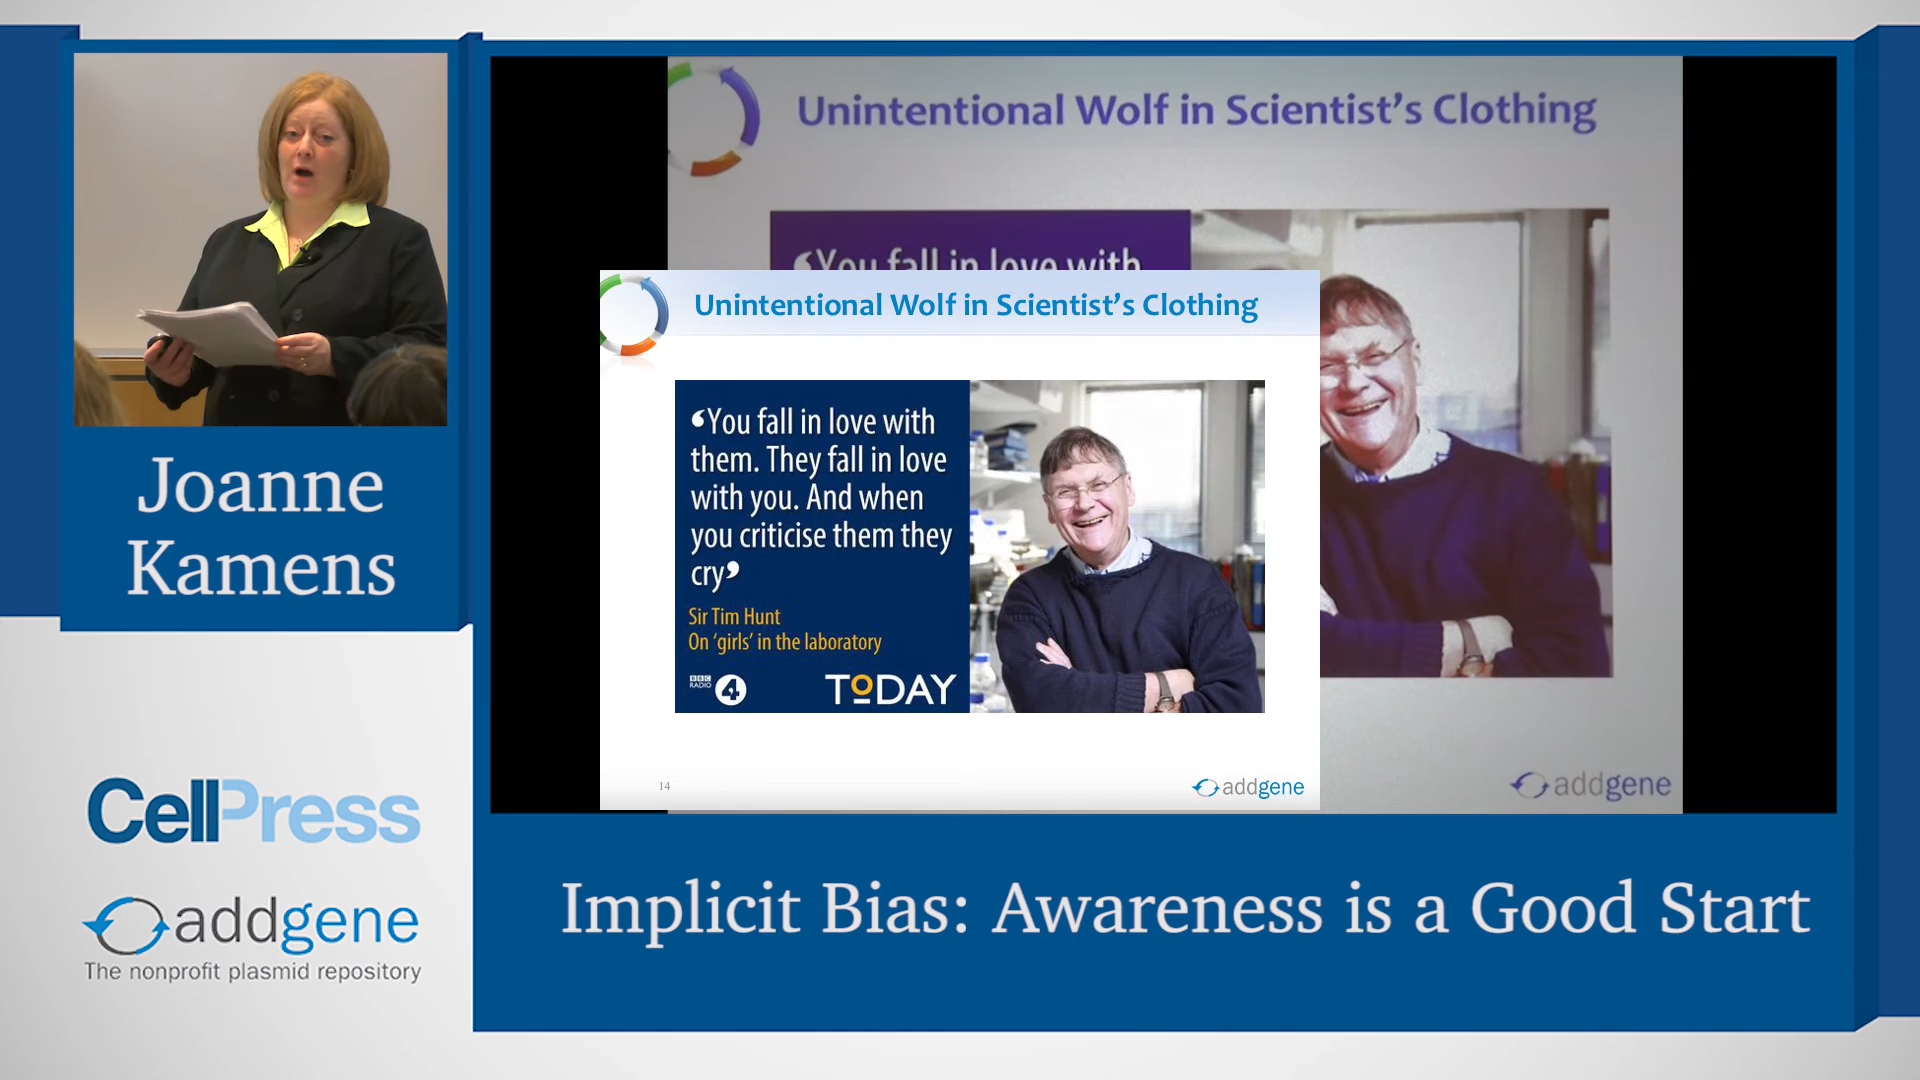 Joanne
Kamens
CellPress
addgene
The nonprofit plasmid repository
Unintentional Wolf in Scientist's Clothing
‘You fall in love with
Unintentional Wolf in Scientist's Clothing
‘You fall in love with
them. They fall in love
with you. And when
you criticise them they
cry’
Sir Tim Hunt
On ‘girls’ in the laboratory
BBC
RADIO
4
TODAY
14
addgene
addgene
Implicit Bias: Awareness is a Good Start